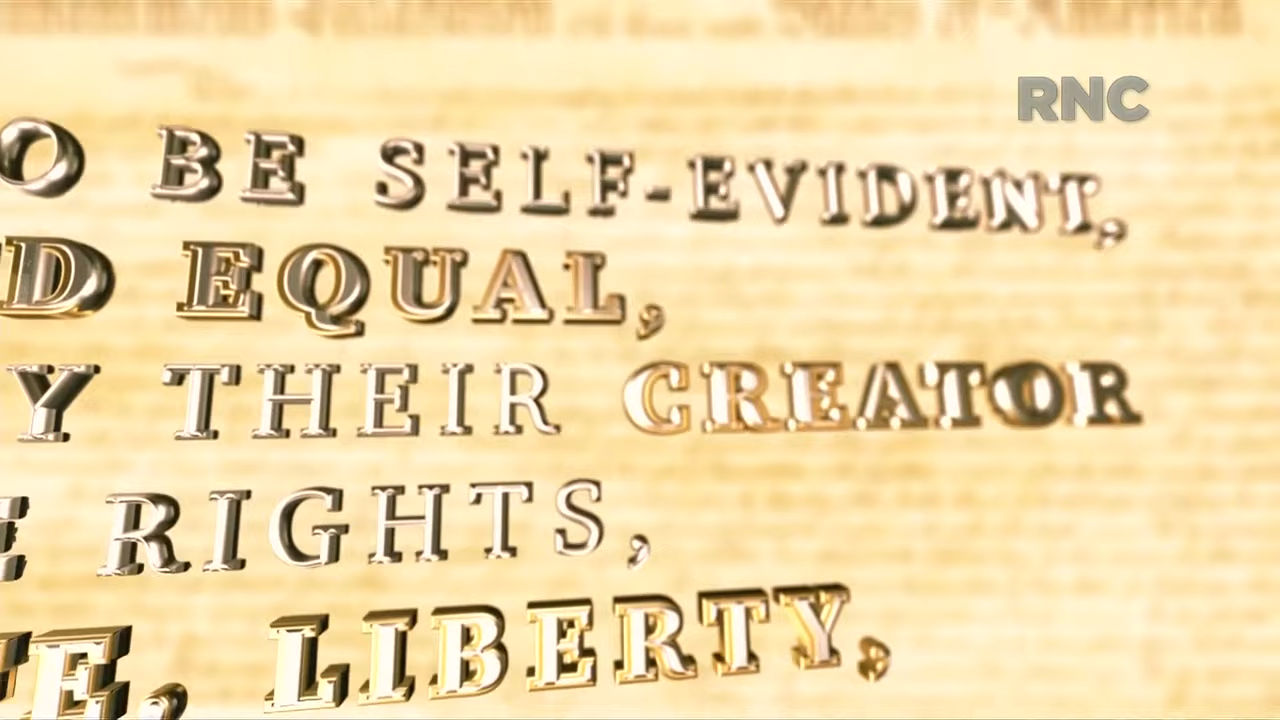 RNC
O BE SELF-EVIDENT,
D EQUAL,
Y THEIR CREATOR
E RIGHTS,
E, LIBERTY,